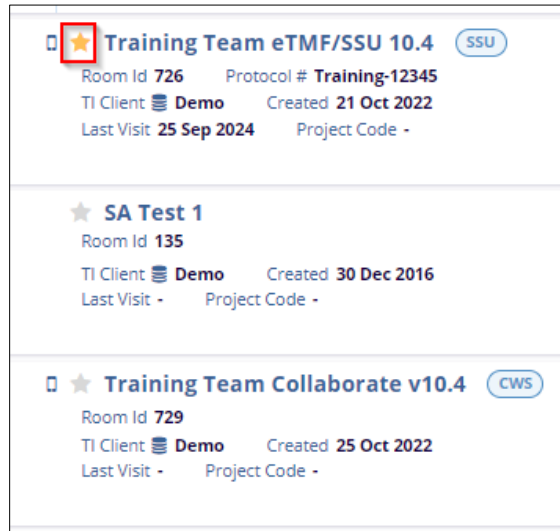 Training Team eTMF/SSU 10.4 SSU
Room Id 726 Protocol # Training-12345
TI Client Demo Created 21 Oct 2022
Last Visit 25 Sep 2024 Project Code -
SA Test 1
Room Id 135
TI Client Demo Created 30 Dec 2016
Last Visit - Project Code -
Training Team Collaborate v10.4 CWS
Room Id 729
TI Client Demo Created 25 Oct 2022
Last Visit - Project Code -